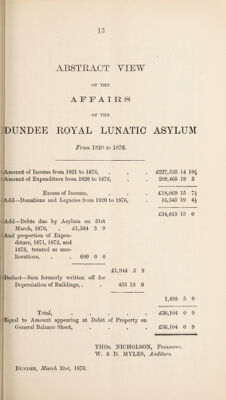 13
ABSTRACT VIEW
OF THE
AFFAIRS
OF THE
DUNDEE ROYAL LUNATIC ASYLUM
From 1820 to 1876.
Amount of Income from 1821 to 1876, . . . £227,535 14 10½
Amount of Expenditure from 1820 to 1876, . . . 209,465 19 3
Excess of Income, . . . £18,069 15 7½
Add—Donations and Legacies from 1820 to 1876, . 16,545 19 4½
£34,615 15 0
Add—Debts due by Asylum on 31st
March, 1876, . £1,344 3 9
And proportion of Expen-
diture, 1871, 1872, and
1873, treated as ame-
liorations, . . 600 0 0
£1,944 3 9
Deduct—Sum formerly written off for
Depreciation of Buildings, . . 455 18 0
1,488 5 9
Total, . . . £36,104 0 9
Equal to Amount appearing at Debit of Property on
General Balance Sheet, . . . £36,104 0 9
THOS. NICHOLSON, Treasurer.
W. & D. MYLES, Auditors.
DUNDEE, March 31st, 1876.